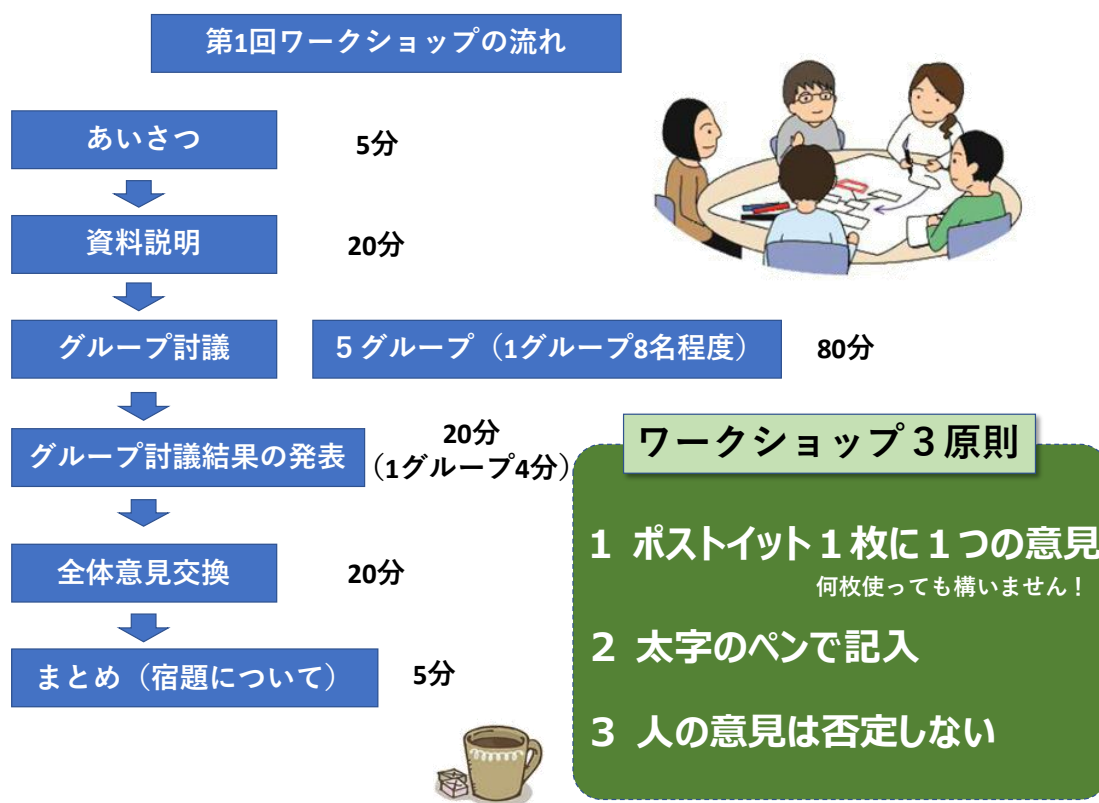 第1回ワークショップの流れ
あいさつ
5分
資料説明
20分
グループ討議
５グループ（1グループ8名程度）
80分
グループ討議結果の発表
20分
（1グループ4分）
全体意見交換
20分
まとめ（宿題について）
5分
ワークショップ３原則
1 ポストイット１枚に１つの意見
何枚使っても構いません！
2 太字のペンで記入
3 人の意見は否定しない